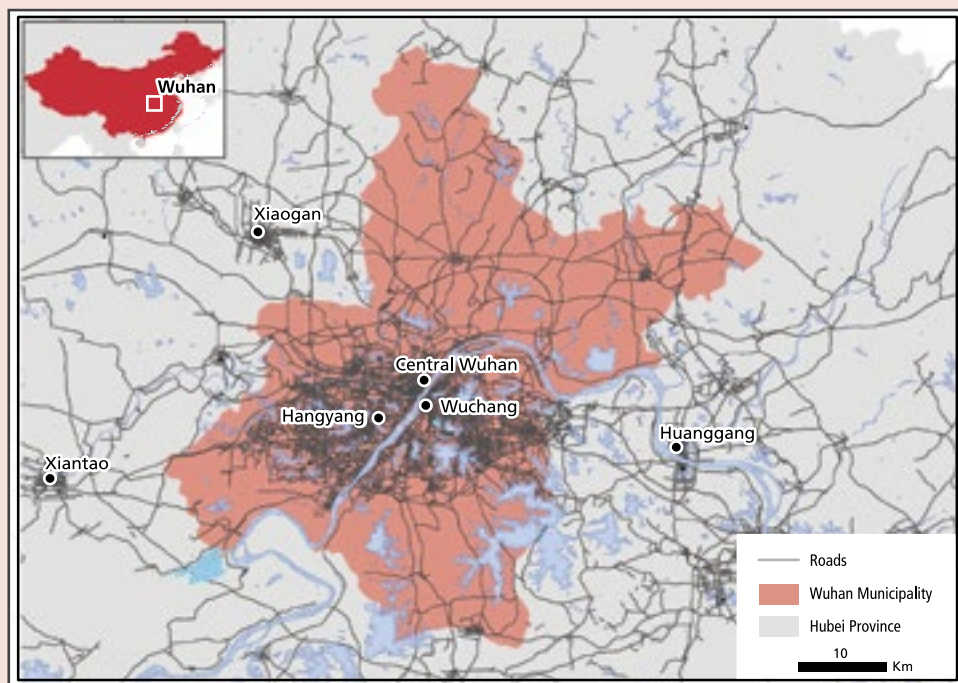 Wuhan
Xiaogan
Central Wuhan
Hangyang
Wuchang
Huanggang
Xiantao
Roads
Wuhan Municipality
Hubei Province
10
Km